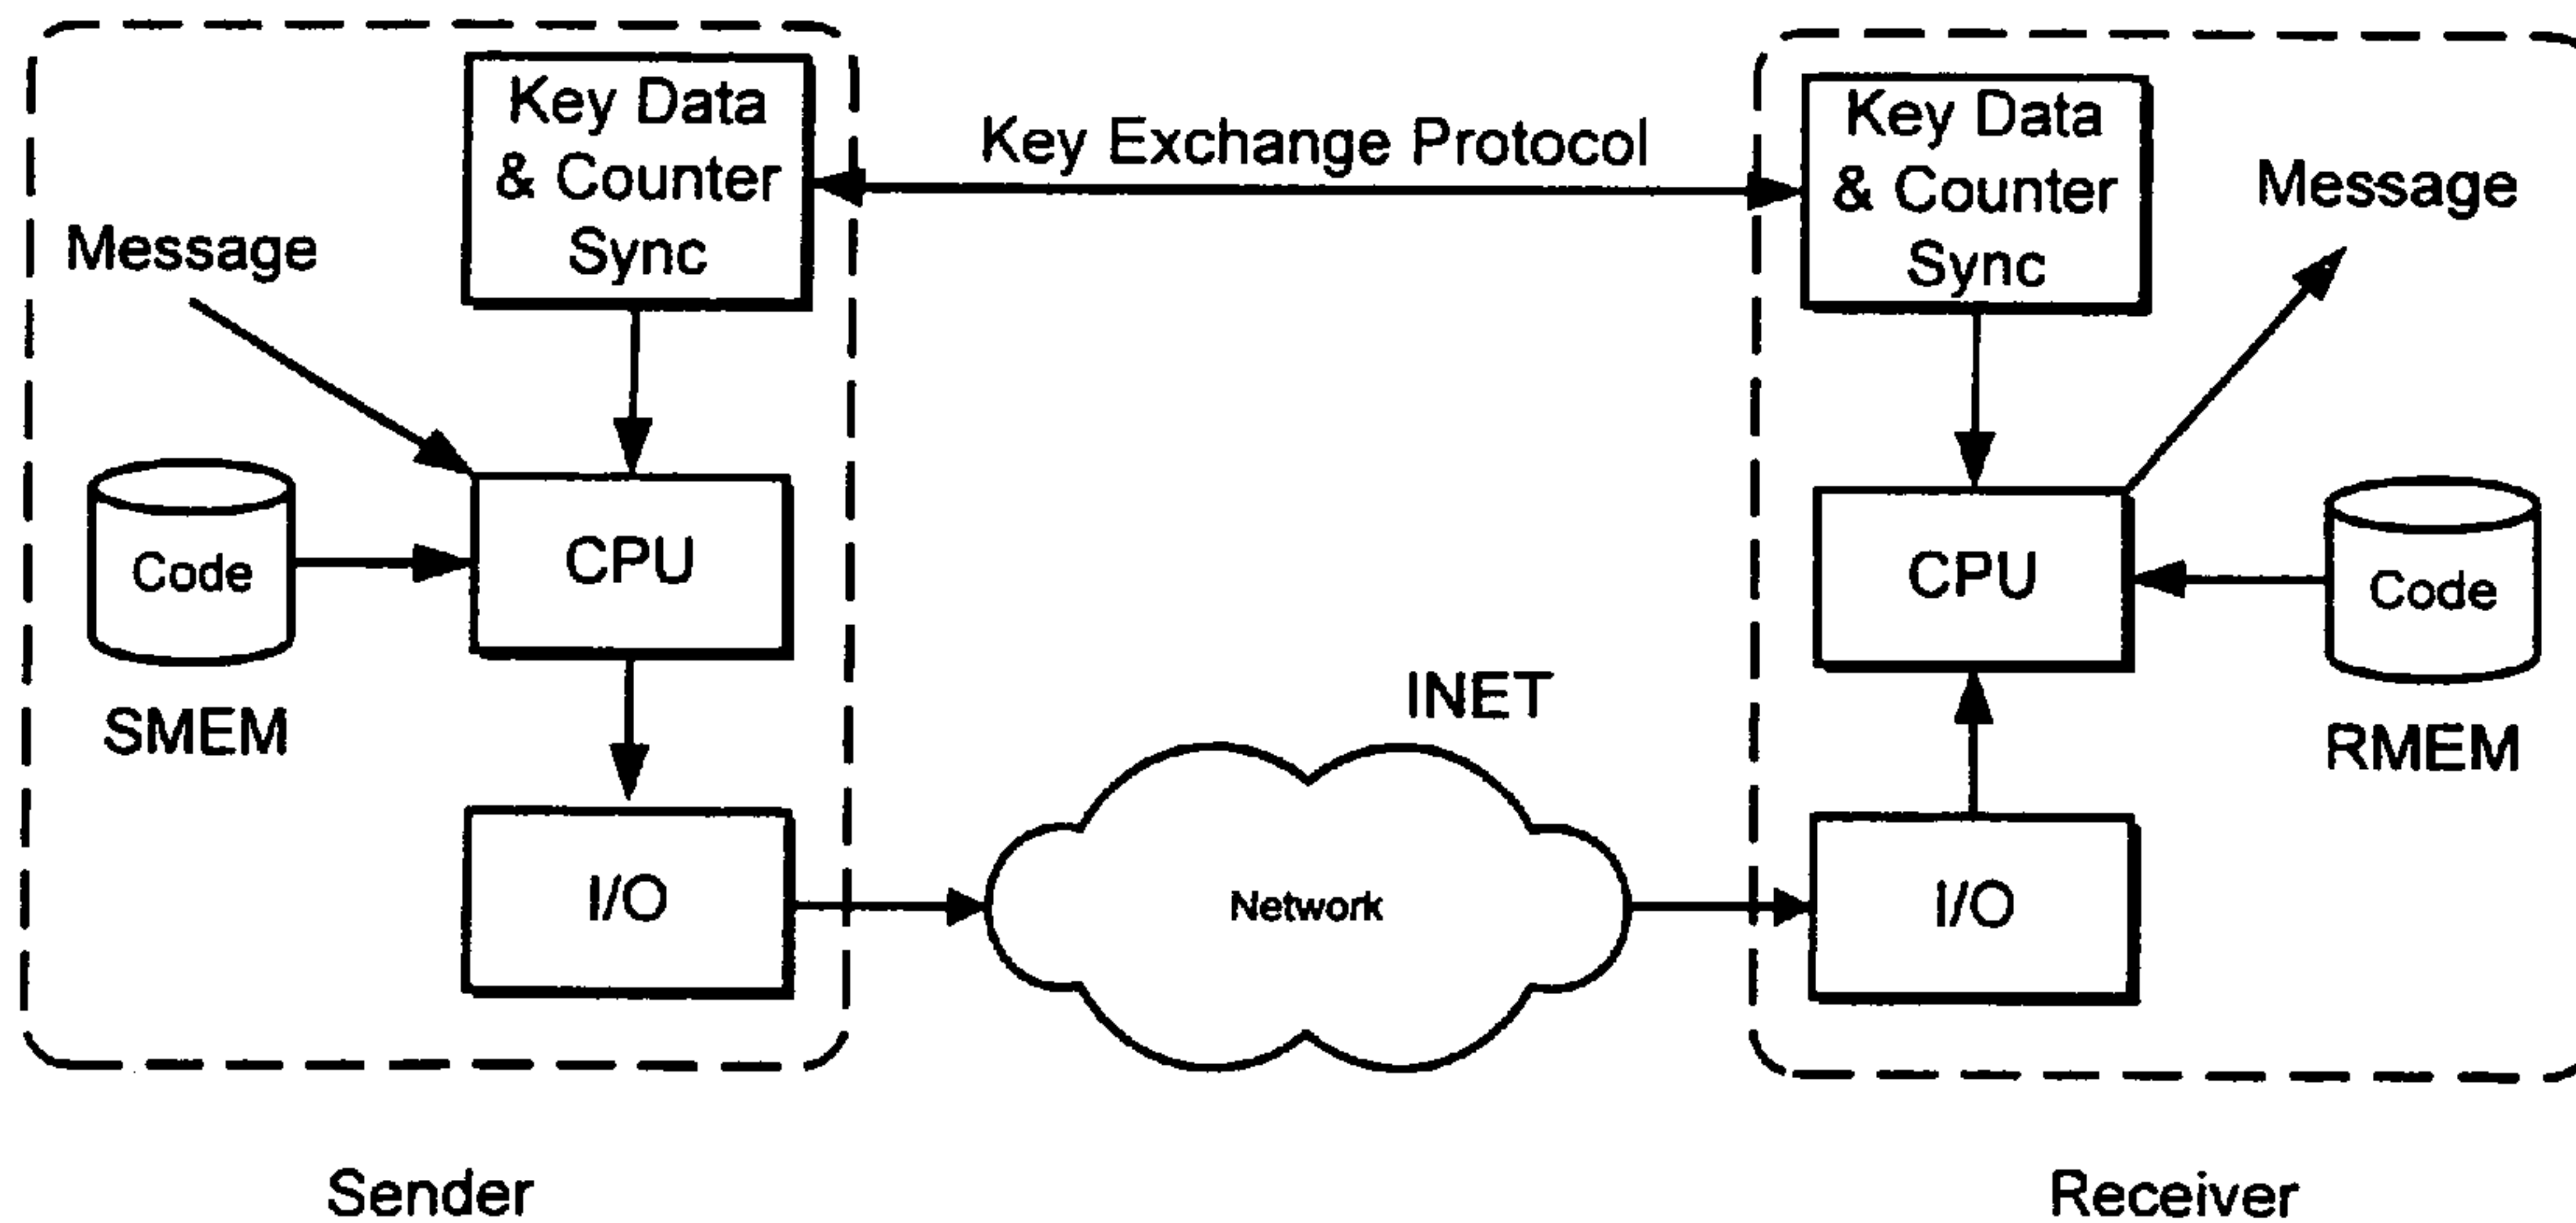 Key Data
& Counter
Sync
Key Exchange Protocol
Key Data
& Counter
Sync
Message
Message
Code
CPU
CPU
Code
SMEM
INET
RMEM
I/O
Network
I/O
Sender
Receiver